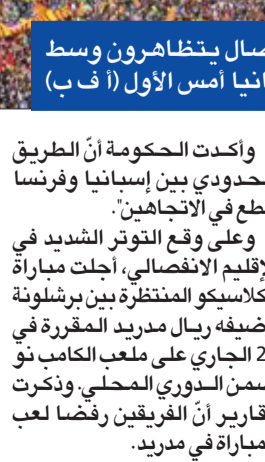 صال يتظاهرون وسط
انيا أمس الأول (أ ف ب)
وأكدت الحكومة أنّ الطريق
حدودي بين إسبانيا وفرنسا
طع في الاتجاهين".
وعلى وقع التوتر الشديد في
لإقليم الانفصالي، أجلت مباراة
كلاسيكو المنتظرة بين برشلونة
ضيفه ريال مدريد المقررة في
2 الجاري على ملعب الكامب نو
سمن الدوري المحلي. وذكرت
قارير أنّ الفريقين رفضا لعب
مباراة في مدريد.